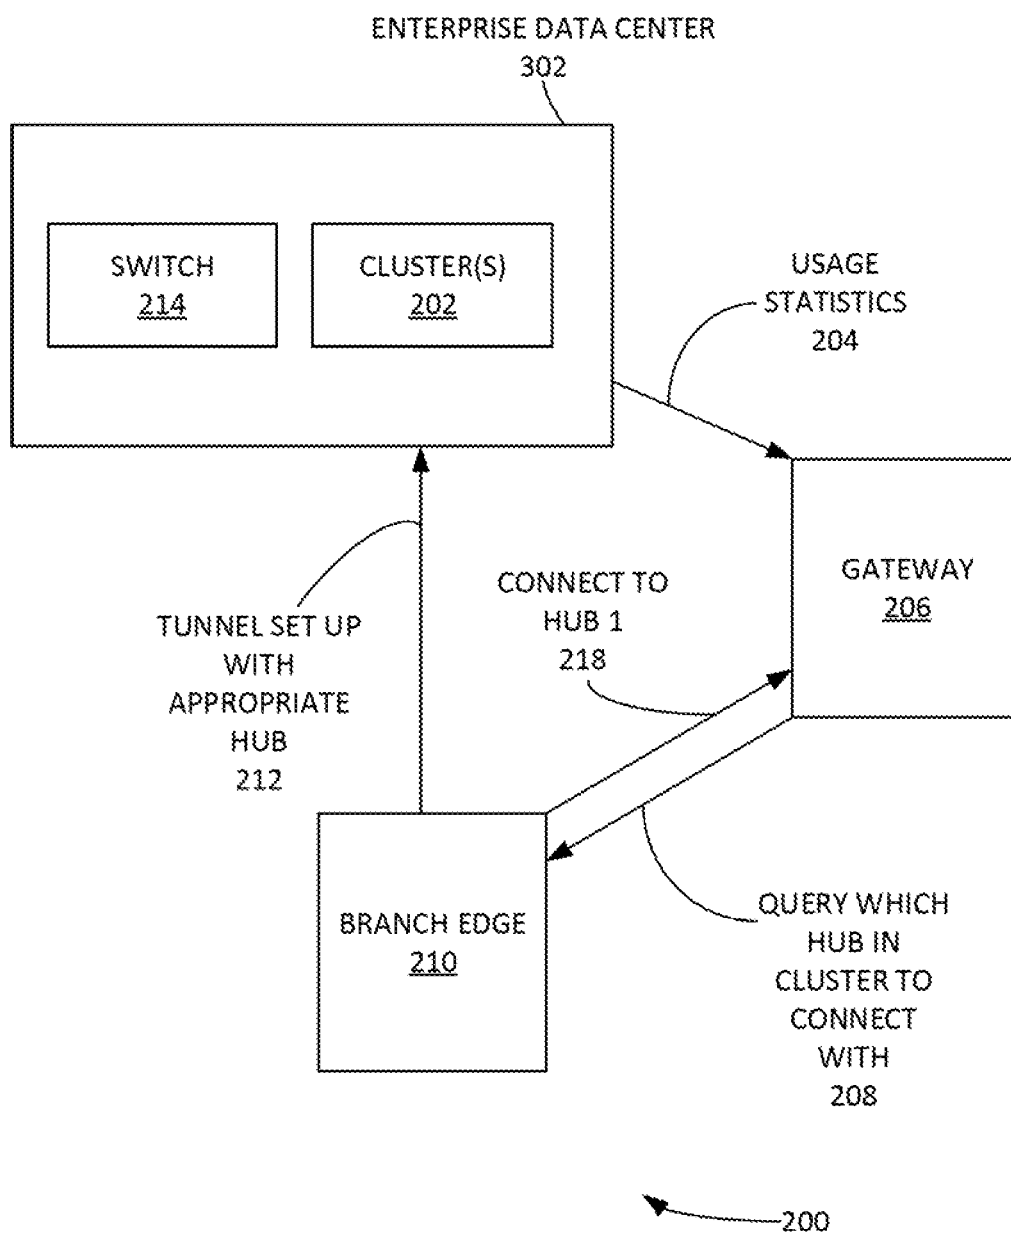 ENTERPRISE DATA CENTER
302
SWITCH
214
CLUSTER(S)
202
USAGE
STATISTICS
204
GATEWAY
206
CONNECT TO
HUB 1
218
TUNNEL SET UP
WITH
APPROPRIATE
HUB
212
BRANCH EDGE
210
QUERY WHICH
HUB IN
CLUSTER TO
CONNECT
WITH
208
200